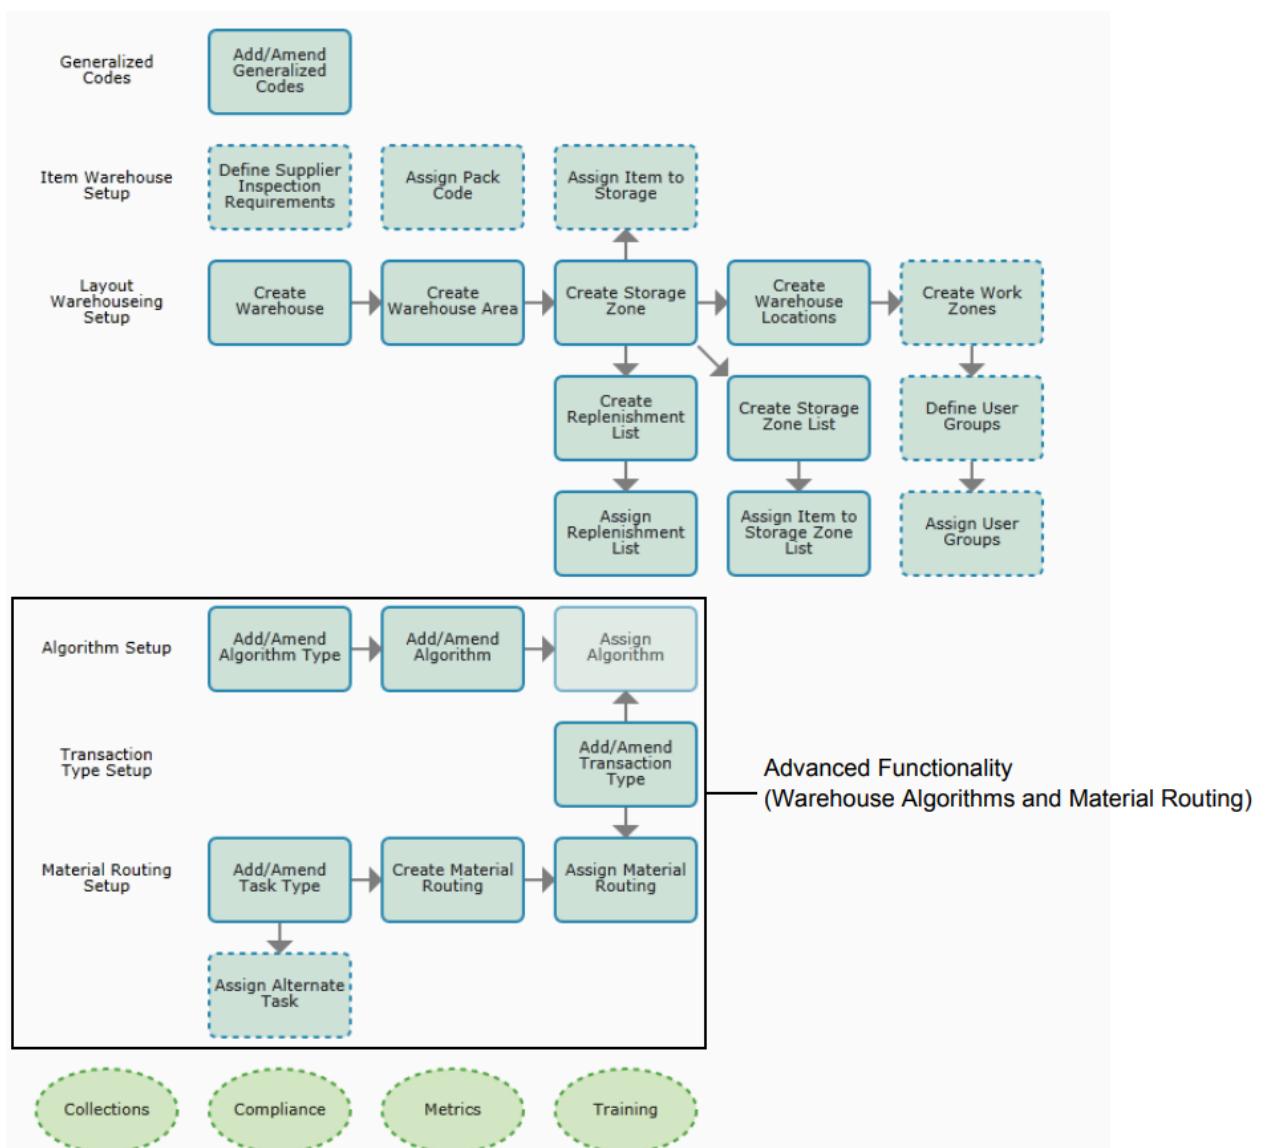 Generalized
Codes
Add/Amend
Generalized
Codes
Item Warehouse
Setup
Define Supplier
Inspection
Requirements
Assign Pack
Code
Assign Item to
Storage
Layout
Warehouseing
Setup
Create
Warehouse
Create
Warehouse Area
Create Storage
Zone
Create
Warehouse
Locations
Create Work
Zones
Create
Replenishment
List
Create Storage
Zone List
Define User
Groups
Assign
Replenishment
List
Assign Item to
Storage Zone
List
Assign User
Groups
Algorithm Setup
Add/Amend
Algorithm Type
Add/Amend
Algorithm
Assign
Algorithm
Transaction
Type Setup
Add/Amend
Transaction
Type
Advanced Functionality
(Warehouse Algorithms and Material Routing)
Material Routing
Setup
Add/Amend
Task Type
Create Material
Routing
Assign Material
Routing
Assign Alternate
Task
Collections
Compliance
Metrics
Training